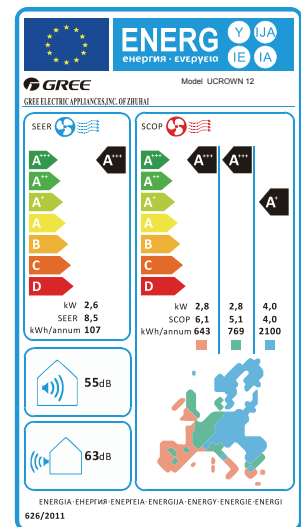 ENERG Y IJA
енергия · ενεργεια IE IA
GREE Model UCROWN 12
GREE ELECTRIC APPLIANCES,INC. OF ZHUHAI
SEER SCOP
A+++ A+++ A+++ A+++ A+++
A++ A++
A+ A+ A+
A A
B B
C C
D D
kW 2,6 kW 2,8 2,8 4,0
SEER 8,5 SCOP 6,1 5,1 4,0
kWh/annum 107 kWh/annum 643 769 2100
55dB
63dB
ENERGIA·ЕНЕРГИЯ·ΕΝΕΡΓΕΙΑ·ENERGIJA·ENERGY·ENERGIE·ENERGI
626/2011